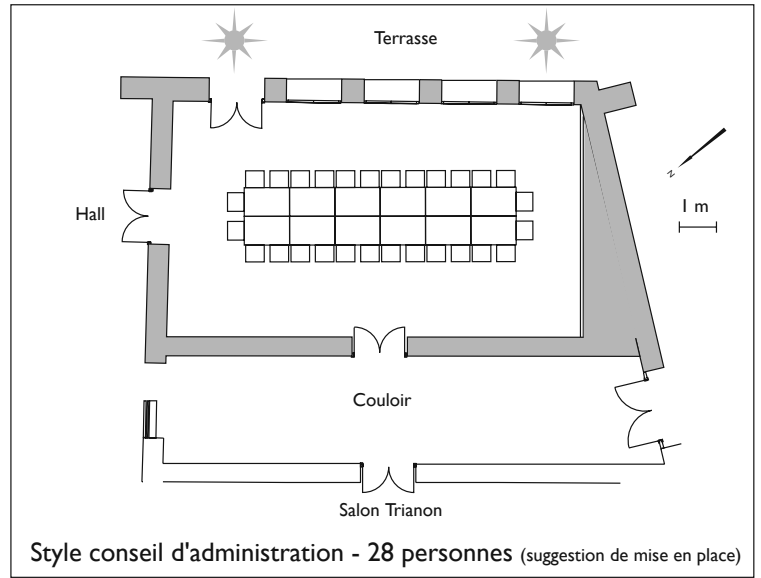 Terrasse
Hall
N
1 m
Couloir
Salon Trianon
Style conseil d'administration - 28 personnes (suggestion de mise en place)